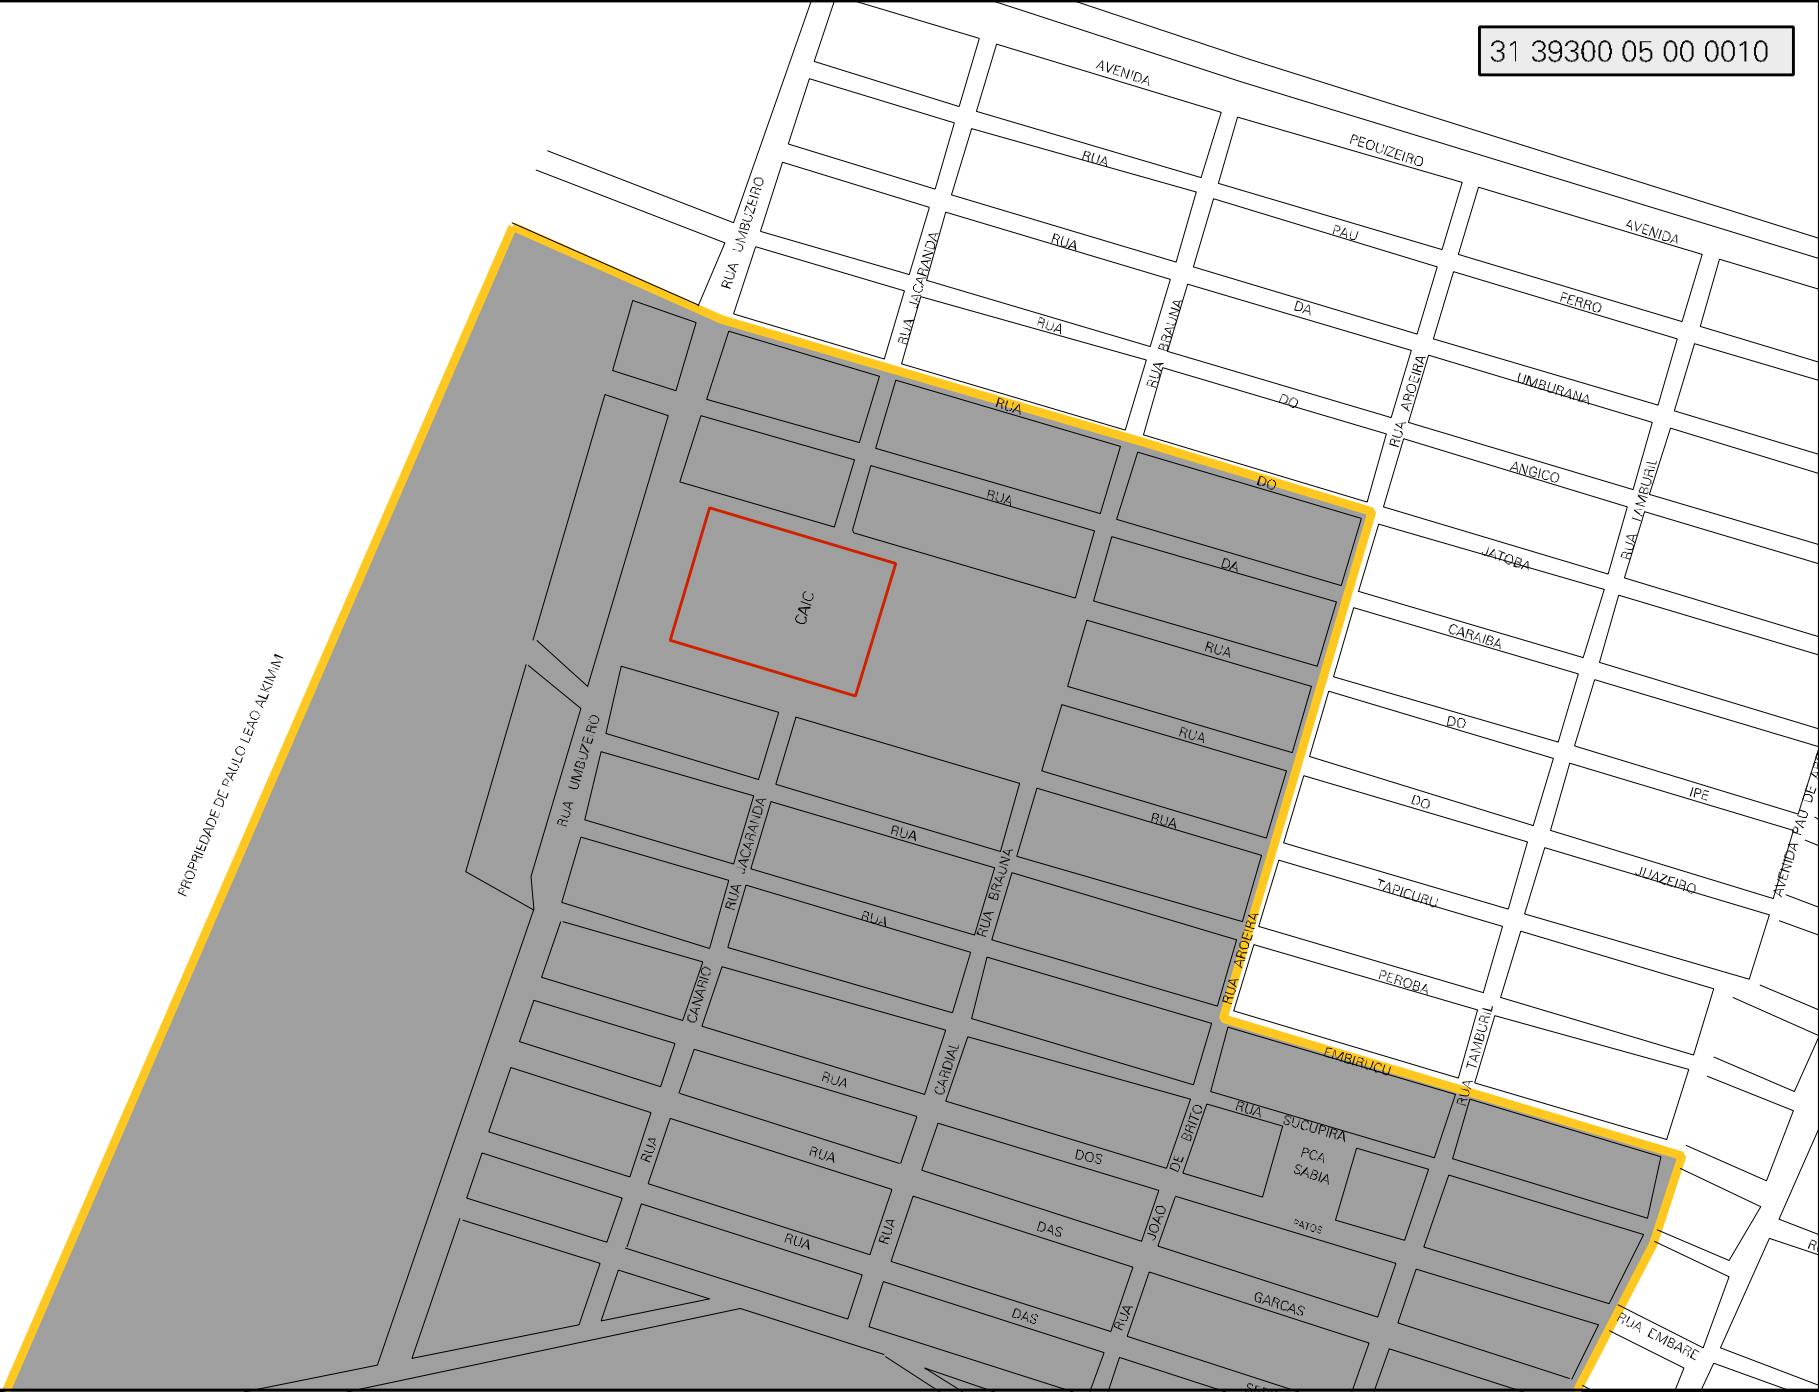 31 39300 05 00 0010
AVENIDA
PEQUIZEIRO
AVENIDA
RUA
PAU
FERRO
RUA
DA
UMBURANA
RUA
DO
ANGICO
RUA
DO
JATOBA
RUA
DA
CARAIBA
RUA
DO
IPE
RUA
DO
JUAZEIRO
RUA
TAPICURU
RUA
PEROBA
RUA
EMBIRUCU
RUA UMBUZEIRO
RUA JACARANDA
RUA BRAUNA
RUA AROEIRA
RUA TAMBURIL
CAIC
PROPRIEDADE DE PAULO LEAO ALKIMIM
RUA UMBUZEIRO
RUA JACARANDA
RUA BRAUNA
RUA AROEIRA
RUA TAMBURIL
AVENIDA PAU DE
CANARIO
RUA
CARDIAL
RUA
DE BRITO
JOAO
RUA
RUA SUCUPIRA
PCA
SABIA
RUA
DOS
PATOS
RUA
DAS
GARCAS
RUA
DAS
RUA EMBARE